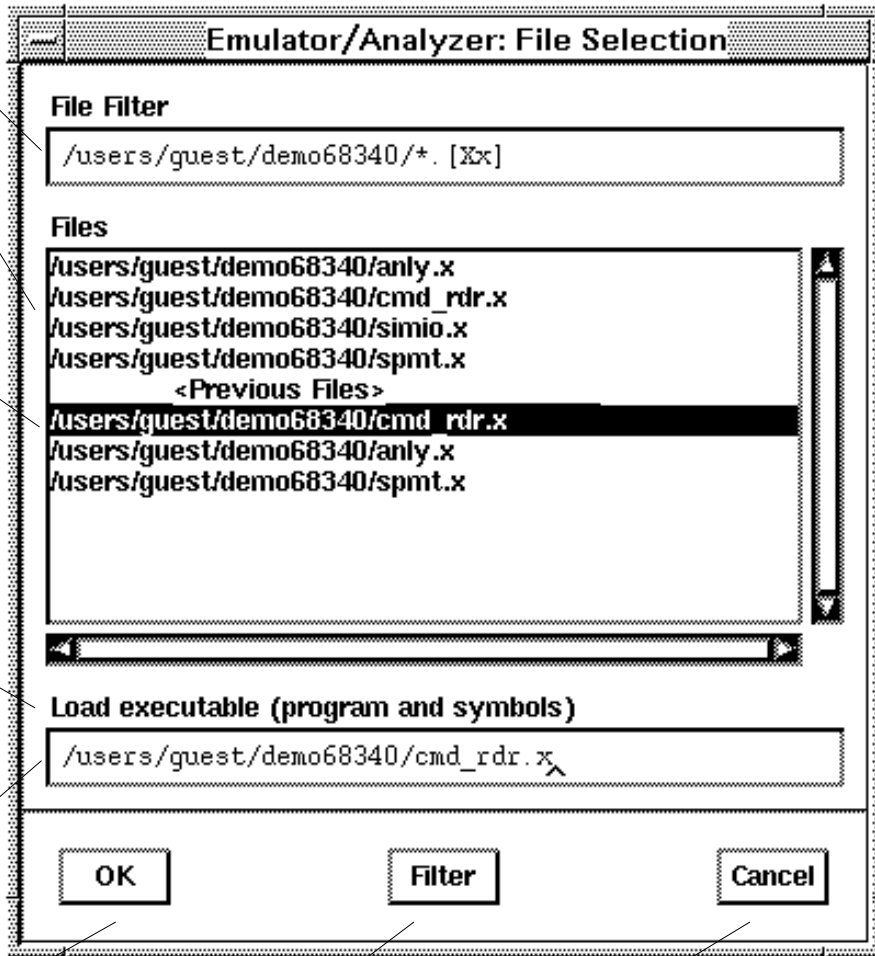 Emulator/Analyzer: File Selection
File Filter
/users/guest/demo68340/*.[Xx]
Files
/users/guest/demo68340/anly.x
/users/guest/demo68340/cmd_rdr.x
/users/guest/demo68340/simio.x
/users/guest/demo68340/spmt.x
________<Previous Files>______________
/users/guest/demo68340/cmd_rdr.x
/users/guest/demo68340/anly.x
/users/guest/demo68340/spmt.x
Load executable (program and symbols)
/users/guest/demo68340/cmd_rdr.x
OK Filter Cancel